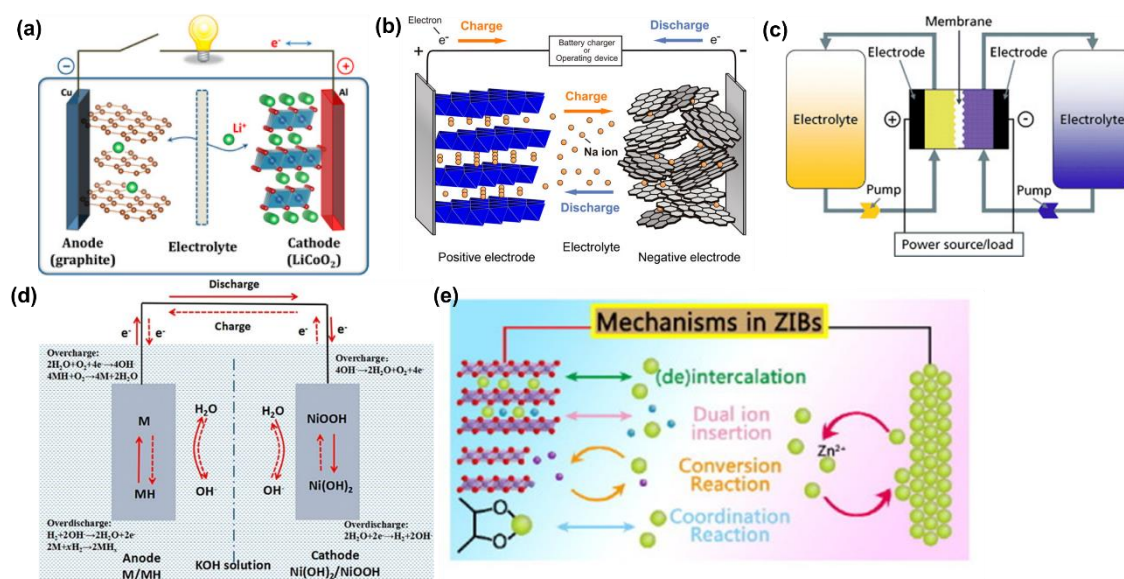 (a)
e⁻
⊖
⊕
Cu
Al
Li⁺
Anode
(graphite)
Electrolyte
Cathode
(LiCoO₂)
(b)
Electron
e⁻
Charge
Discharge
e⁻
+
−
Battery charger
or
Operating device
Charge
Na ion
Discharge
Electrolyte
Positive electrode
Negative electrode
(c)
Membrane
Electrode
Electrode
Electrolyte
Electrolyte
+
−
Pump
Pump
Power source/load
(d)
Discharge
Charge
e⁻
e⁻
e⁻
e⁻
Overcharge:
2H₂O+O₂+4e⁻→4OH⁻
4MH+O₂→4M+2H₂O
Overcharge:
4OH⁻→2H₂O+O₂+4e⁻
M
MH
H₂O
OH⁻
H₂O
OH⁻
NiOOH
Ni(OH)₂
Overdischarge:
H₂+2OH⁻→2H₂O+2e⁻
2M+xH₂→2MHₓ
Overdischarge:
2H₂O+2e⁻→H₂+2OH⁻
Anode
M/MH
KOH solution
Cathode
Ni(OH)₂/NiOOH
(e)
Mechanisms in ZIBs
(de)intercalation
Dual ion
insertion
Conversion
Reaction
Coordination
Reaction
Zn²⁺
O
O